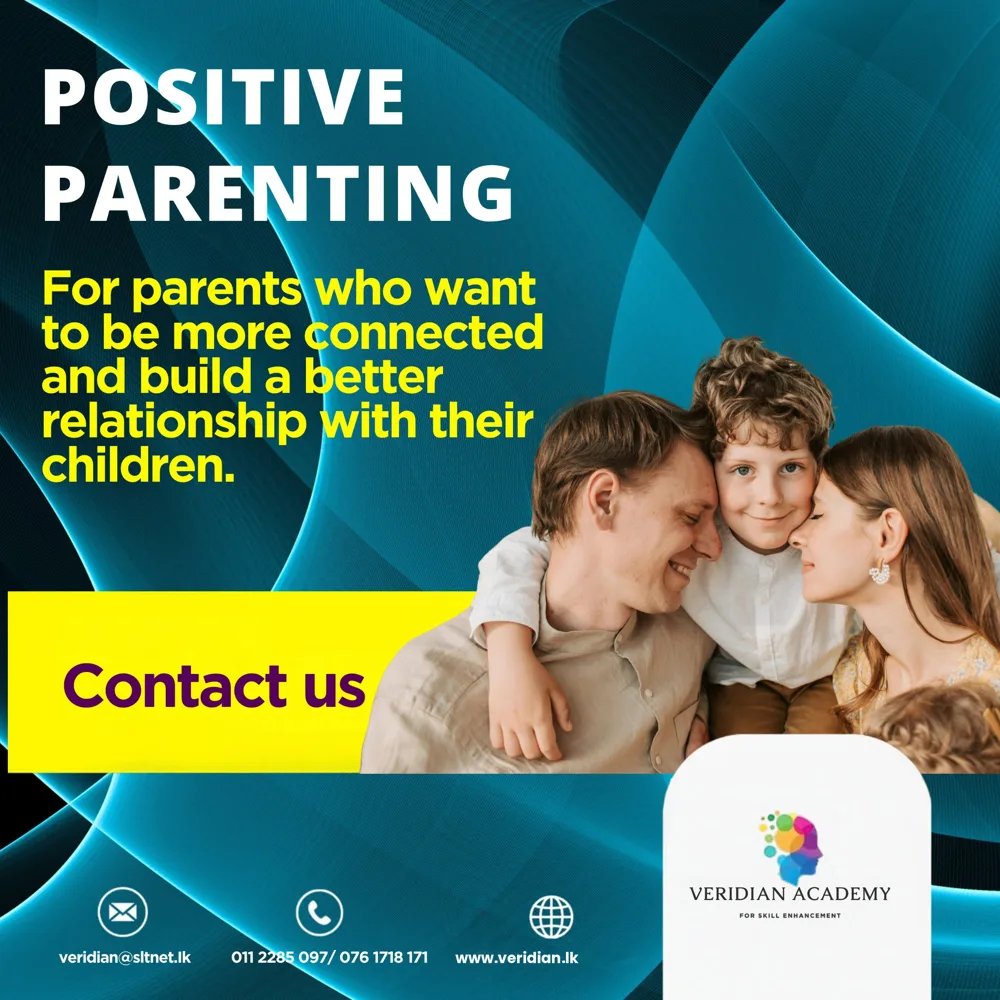 POSITIVE
PARENTING
For parents who want
to be more connected
and build a better
relationship with their
children.
Contact us
VERIDIAN ACADEMY
FOR SKILL ENHANCEMENT
veridian@sltnet.lk
011 2285 097/ 076 1718 171
www.veridian.lk